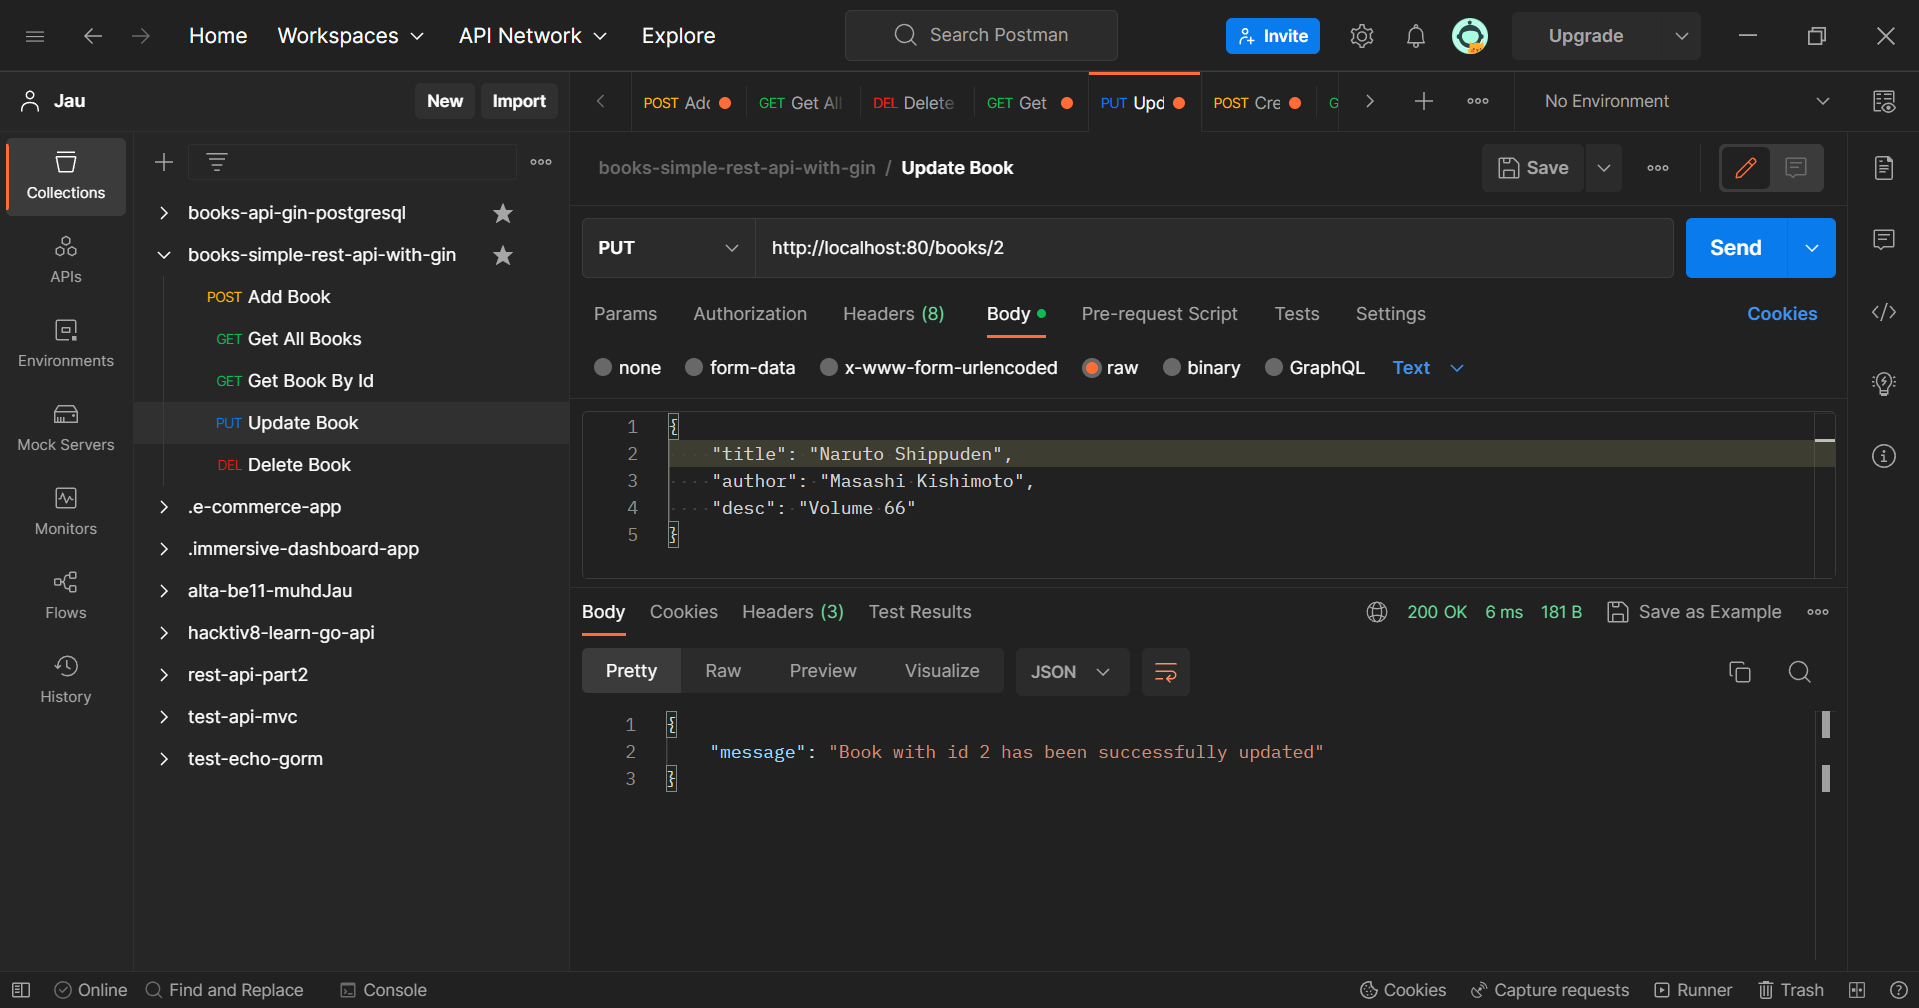 Home Workspaces API Network Explore Search Postman Invite Upgrade
Jau New Import
POST Add GET Get All DEL Delete GET Get PUT Upd POST Cre G No Environment
Collections
APIs
Environments
Mock Servers
Monitors
Flows
History
books-api-gin-postgresql
books-simple-rest-api-with-gin
POST Add Book
GET Get All Books
GET Get Book By Id
PUT Update Book
DEL Delete Book
.e-commerce-app
.immersive-dashboard-app
alta-be11-muhdJau
hacktiv8-learn-go-api
rest-api-part2
test-api-mvc
test-echo-gorm
books-simple-rest-api-with-gin / Update Book Save
PUT http://localhost:80/books/2 Send
Params Authorization Headers (8) Body Pre-request Script Tests Settings Cookies
none form-data x-www-form-urlencoded raw binary GraphQL Text
1 {
2 "title": "Naruto Shippuden",
3 "author": "Masashi Kishimoto",
4 "desc": "Volume 66"
5 }
Body Cookies Headers (3) Test Results 200 OK 6 ms 181 B Save as Example
Pretty Raw Preview Visualize JSON
1 {
2 "message": "Book with id 2 has been successfully updated"
3 }
Online Find and Replace Console Cookies Capture requests Runner Trash